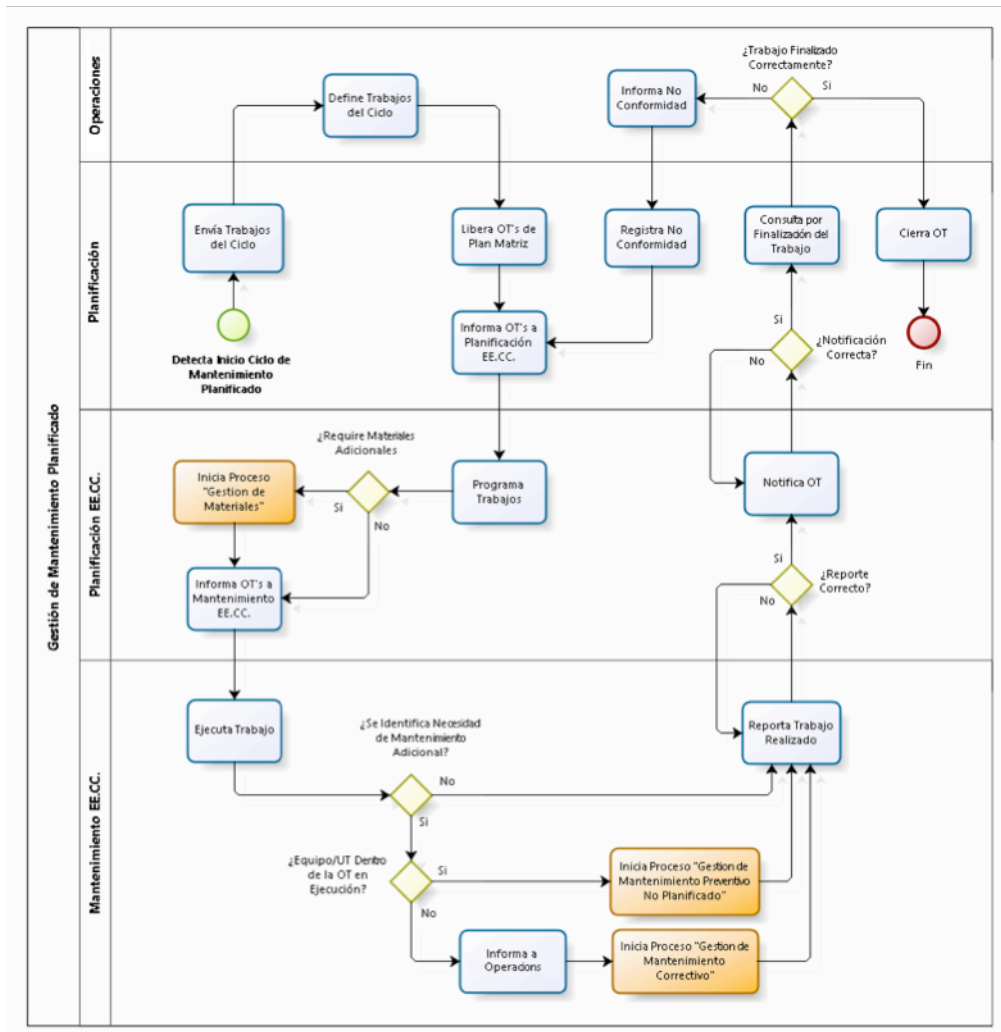 Gestión de Mantenimiento Planificado
Operaciones
Define Trabajos
del Ciclo
Informa No
Conformidad
¿Trabajo Finalizado
Correctamente?
No
Si
Planificación
Envía Trabajos
del Ciclo
Libera OT's de
Plan Matriz
Registra No
Conformidad
Consulta por
Finalización del
Trabajo
Cierra OT
Detecta Inicio Ciclo de
Mantenimiento
Planificado
Informa OT's a
Planificación
EE.CC.
Si
¿Notificación
Correcta?
No
Fin
Planificación EE.CC.
¿Require Materiales
Adicionales
Inicia Proceso
"Gestion de
Materiales"
Si
No
Programa
Trabajos
Notifica OT
Informa OT's a
Mantenimiento
EE.CC.
Si
¿Reporte
Correcto?
No
Mantenimiento EE.CC.
Ejecuta Trabajo
¿Se Identifica Necesidad
de Mantenimiento
Adicional?
No
Si
Reporta Trabajo
Realizado
¿Equipo/UT Dentro
de la OT en
Ejecución?
Si
No
Inicia Proceso "Gestion de
Mantenimiento Preventivo
No Planificado"
Informa a
Operacions
Inicia Proceso "Gestion de
Mantenimiento
Correctivo"